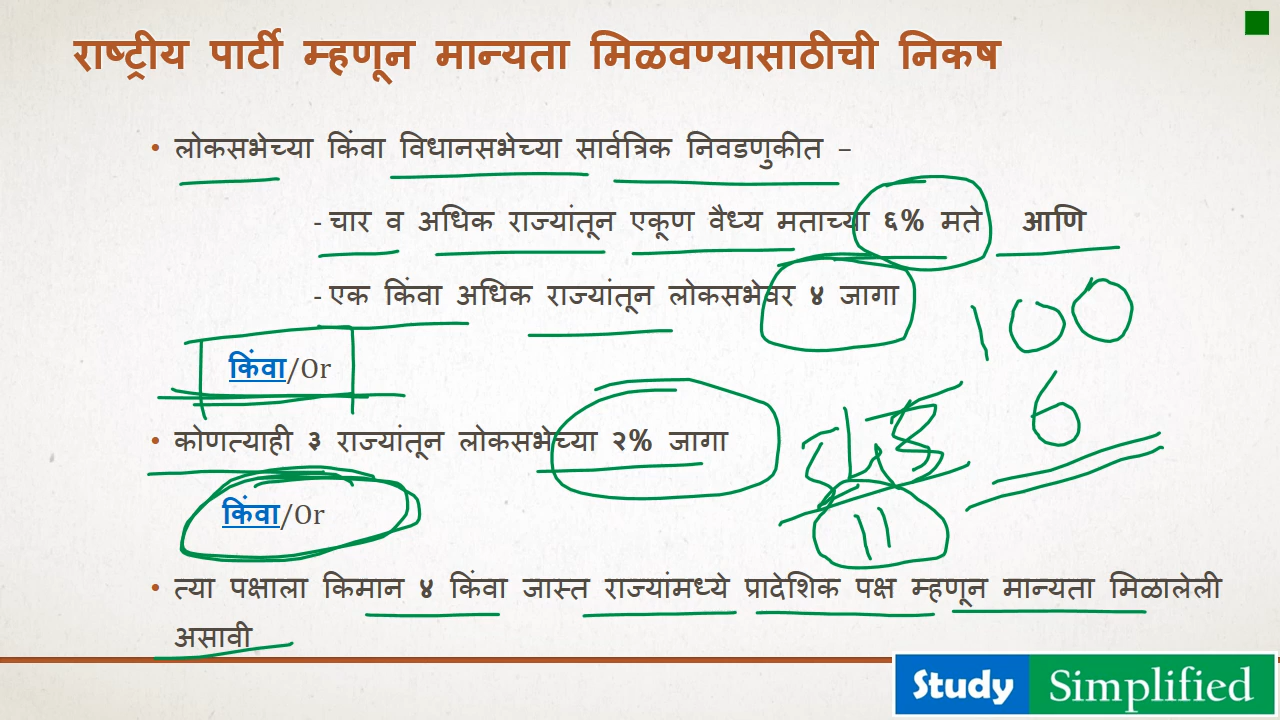 राष्ट्रीय पार्टी म्हणून मान्यता मिळवण्यासाठीची निकष
• लोकसभेच्या किंवा विधानसभेच्या सार्वत्रिक निवडणुकीत –
- चार व अधिक राज्यांतून एकूण वैध्य मताच्या ६% मते आणि
- एक किंवा अधिक राज्यांतून लोकसभेवर ४ जागा
100
किंवा/Or
6
• कोणत्याही ३ राज्यांतून लोकसभेच्या २% जागा
किंवा/Or
11
• त्या पक्षाला किमान ४ किंवा जास्त राज्यांमध्ये प्रादेशिक पक्ष म्हणून मान्यता मिळालेली
असावी
Study Simplified